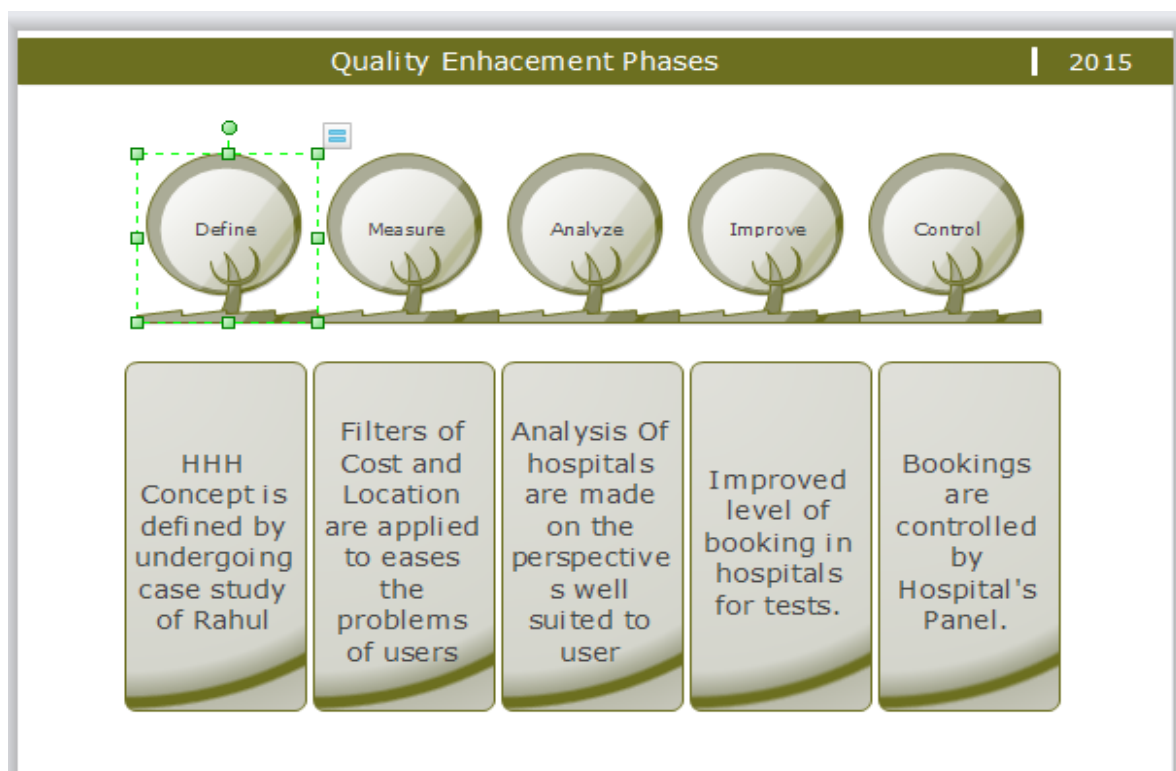 Quality Enhacement Phases
2015
Define
Measure
Analyze
Improve
Control
HHH
Concept is
defined by
undergoing
case study
of Rahul
Filters of
Cost and
Location
are applied
to eases
the
problems
of users
Analysis Of
hospitals
are made
on the
perspective
s well
suited to
user
Improved
level of
booking in
hospitals
for tests.
Bookings
are
controlled
by
Hospital's
Panel.